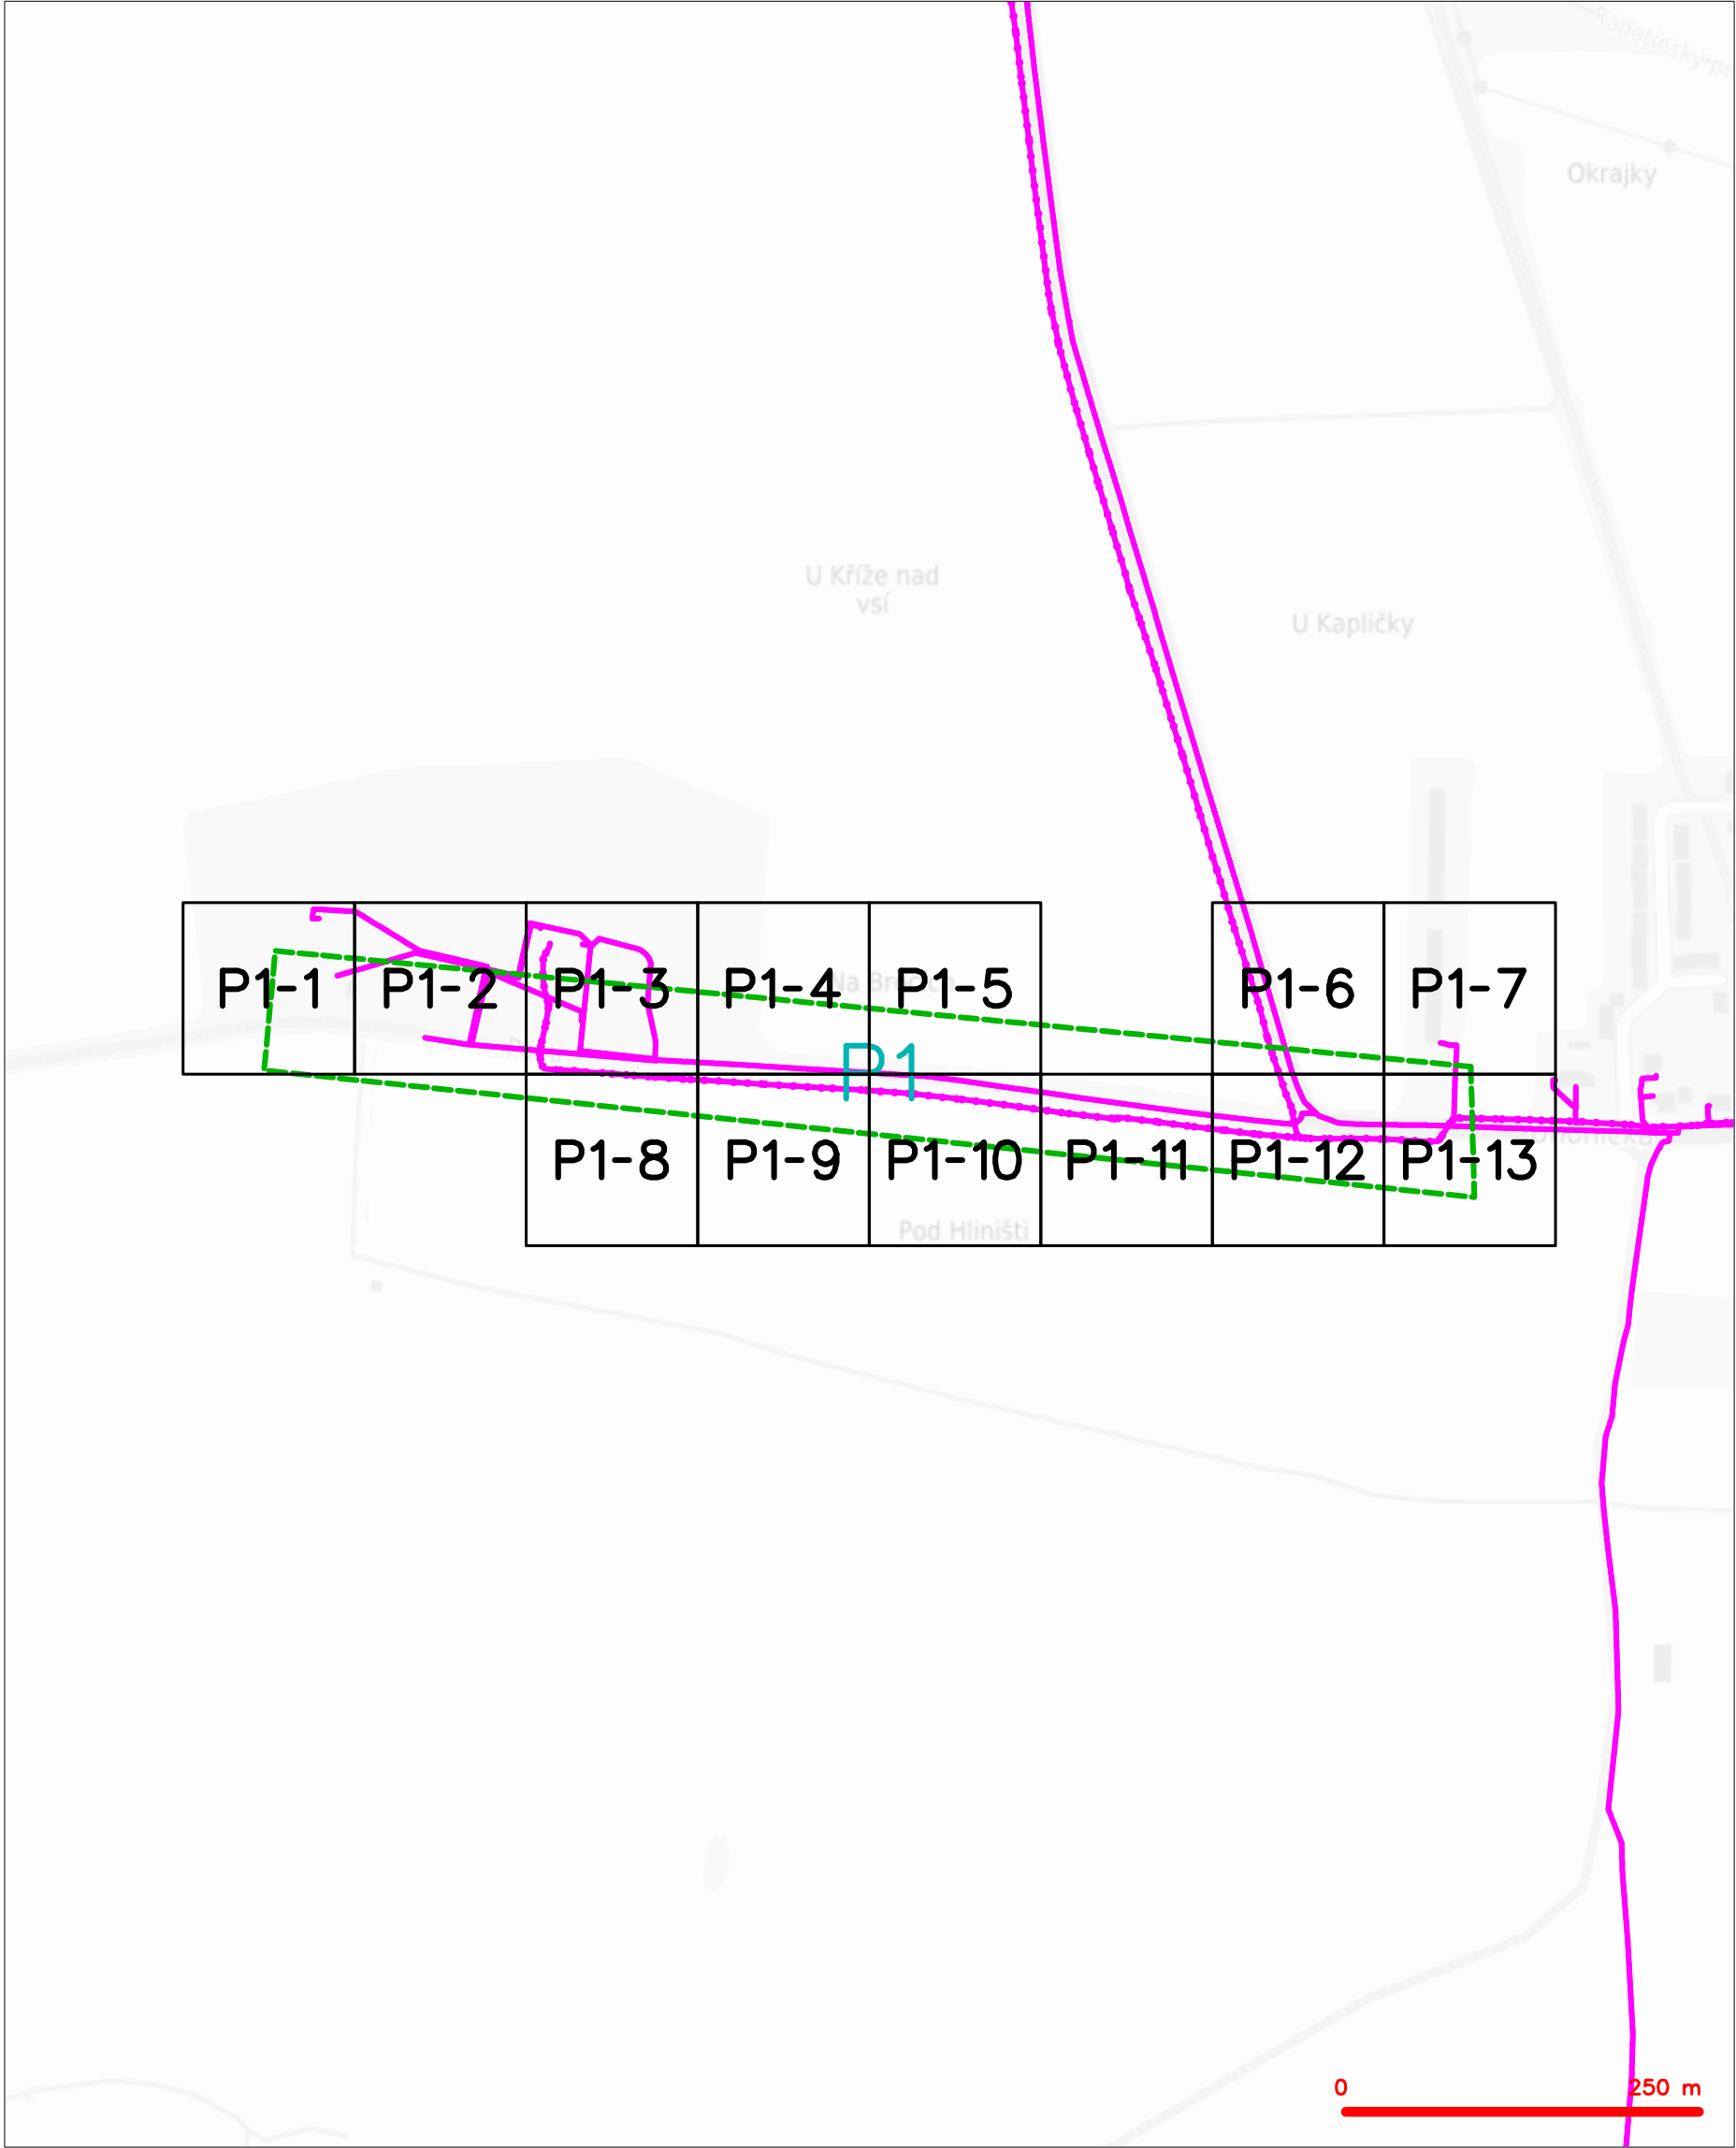 Okrajky
U Kříže nad
vsí
U Kapličky
P1-1
P1-2
P1-3
P1-4
P1-5
P1-6
P1-7
P1
P1-8
P1-9
P1-10
P1-11
P1-12
P1-13
Pod Hliništi
0
250 m